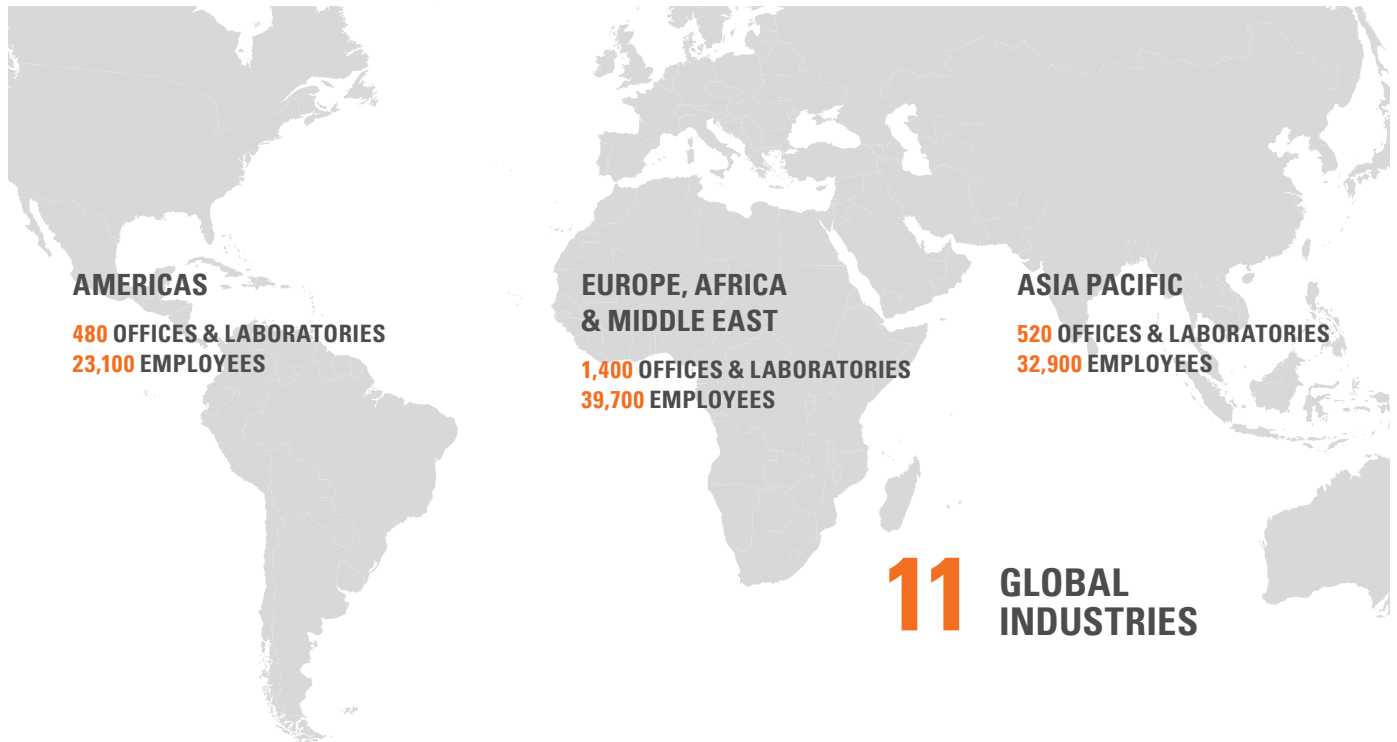 AMERICAS
480 OFFICES & LABORATORIES
23,100 EMPLOYEES
EUROPE, AFRICA
& MIDDLE EAST
1,400 OFFICES & LABORATORIES
39,700 EMPLOYEES
ASIA PACIFIC
520 OFFICES & LABORATORIES
32,900 EMPLOYEES
11 GLOBAL
INDUSTRIES